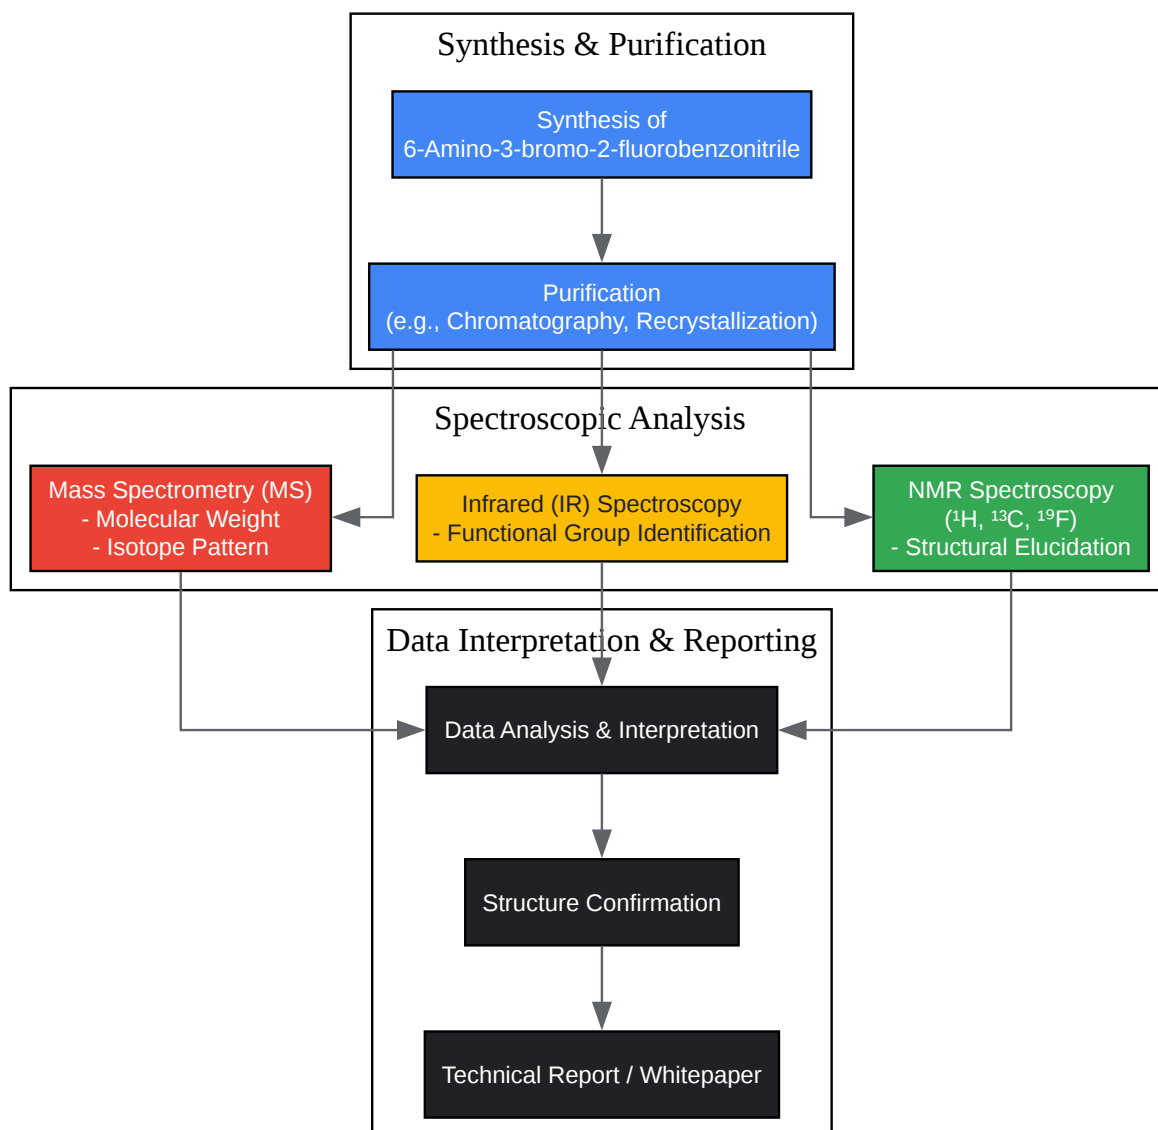 Synthesis & Purification
Synthesis of
6-Amino-3-bromo-2-fluorobenzonitrile
Purification
(e.g., Chromatography, Recrystallization)
Spectroscopic Analysis
Mass Spectrometry (MS)
- Molecular Weight
- Isotope Pattern
Infrared (IR) Spectroscopy
- Functional Group Identification
NMR Spectroscopy
(¹H, ¹³C, ¹⁹F)
- Structural Elucidation
Data Interpretation & Reporting
Data Analysis & Interpretation
Structure Confirmation
Technical Report / Whitepaper